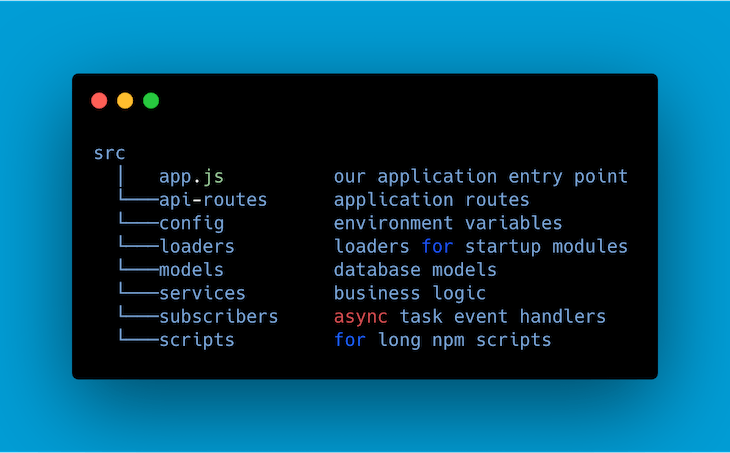 src
  │   app.js          our application entry point
  └───api-routes      application routes
  └───config          environment variables
  └───loaders         loaders for startup modules
  └───models          database models
  └───services        business logic
  └───subscribers     async task event handlers
  └───scripts         for long npm scripts